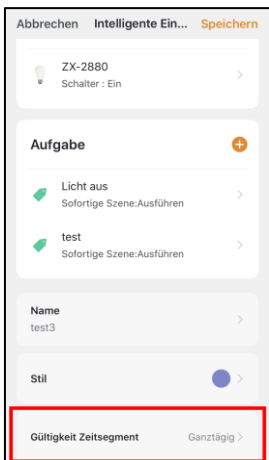 Abbrechen Intelligente Ein... Speichern
ZX-2880
Schalter : Ein
Aufgabe
Licht aus
Sofortige Szene:Ausführen
test
Sofortige Szene:Ausführen
Name
test3
Stil
Gültigkeit Zeitsegment Ganztägig